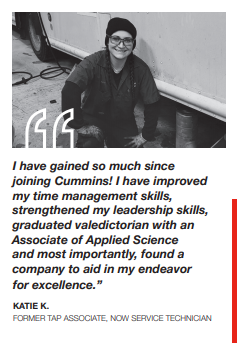 “
I have gained so much since
joining Cummins! I have improved
my time management skills,
strengthened my leadership skills,
graduated valedictorian with an
Associate of Applied Science
and most importantly, found a
company to aid in my endeavor
for excellence.”
KATIE K.
FORMER TAP ASSOCIATE, NOW SERVICE TECHNICIAN